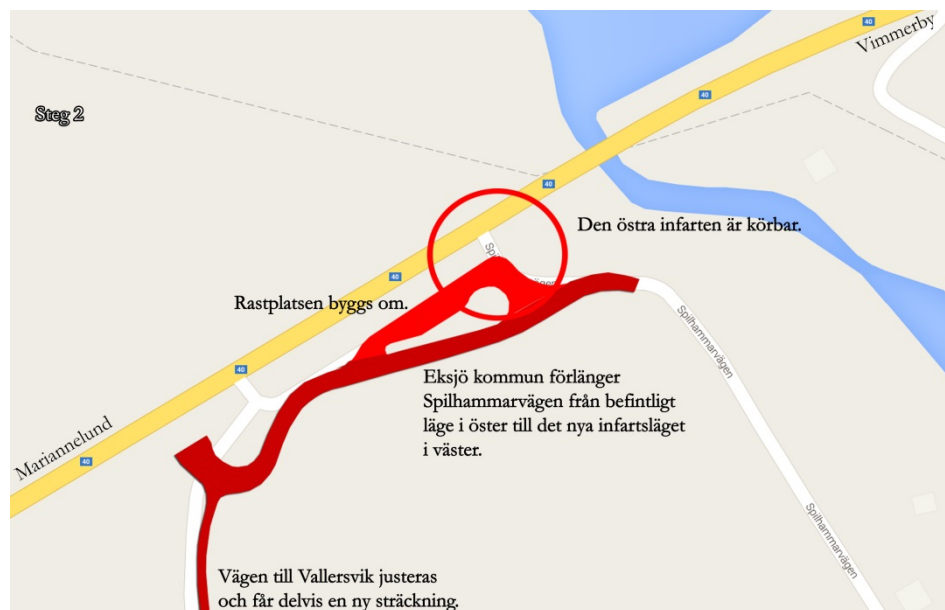 Vimmerby
40
40
Steg 2
40
Den östra infarten är körbar.
40
Rastplatsen byggs om.
Spilhammarvägen
40
Eksjö kommun förlänger
Spilhammarvägen från befintligt
läge i öster till det nya infartsläget
i väster.
Mariannelund
40
Spilhammarvägen
Vägen till Vallersvik justeras
och får delvis en ny sträckning.